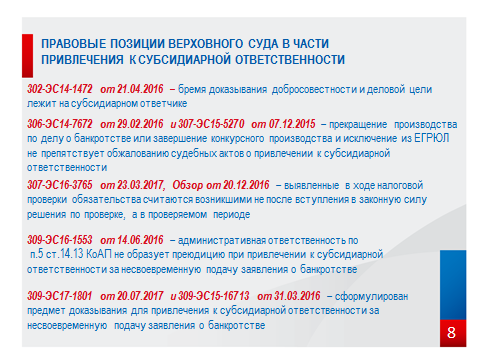 ПРАВОВЫЕ ПОЗИЦИИ ВЕРХОВНОГО СУДА В ЧАСТИ
ПРИВЛЕЧЕНИЯ К СУБСИДИАРНОЙ ОТВЕТСТВЕННОСТИ
302-ЭС14-1472 от 21.04.2016 – бремя доказывания добросовестности и деловой цели
лежит на субсидиарном ответчике
306-ЭС14-7672 от 29.02.2016 и 307-ЭС15-5270 от 07.12.2015 – прекращение производства
по делу о банкротстве или завершение конкурсного производства и исключение из ЕГРЮЛ
не препятствует обжалованию судебных актов о привлечении к субсидиарной
ответственности
307-ЭС16-3765 от 23.03.2017, Обзор от 20.12.2016 – выявленные в ходе налоговой
проверки обязательства считаются возникшими не после вступления в законную силу
решения по проверке, а в проверяемом периоде
309-ЭС16-1553 от 14.06.2016 – административная ответственность по
п.5 ст.14.13 КоАП не образует преюдицию при привлечении к субсидиарной
ответственности за несвоевременную подачу заявления о банкротстве
309-ЭС17-1801 от 20.07.2017 и 309-ЭС15-16713 от 31.03.2016 – сформулирован
предмет доказывания для привлечения к субсидиарной ответственности за
несвоевременную подачу заявления о банкротстве
8